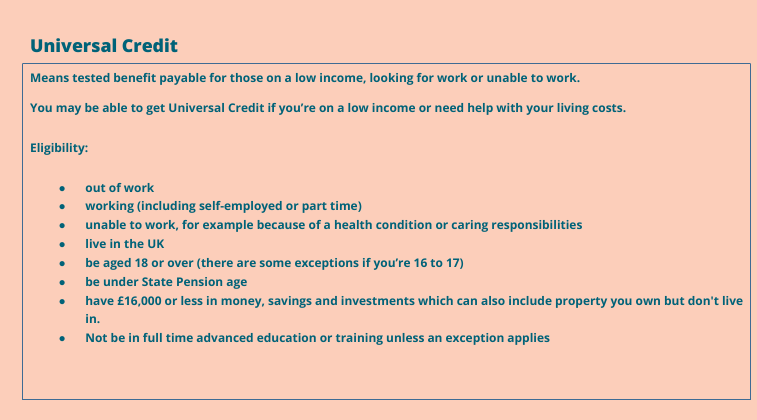 Universal Credit
Means tested benefit payable for those on a low income, looking for work or unable to work.
You may be able to get Universal Credit if you’re on a low income or need help with your living costs.
Eligibility:
● out of work
● working (including self-employed or part time)
● unable to work, for example because of a health condition or caring responsibilities
● live in the UK
● be aged 18 or over (there are some exceptions if you’re 16 to 17)
● be under State Pension age
● have £16,000 or less in money, savings and investments which can also include property you own but don't live
in.
● Not be in full time advanced education or training unless an exception applies